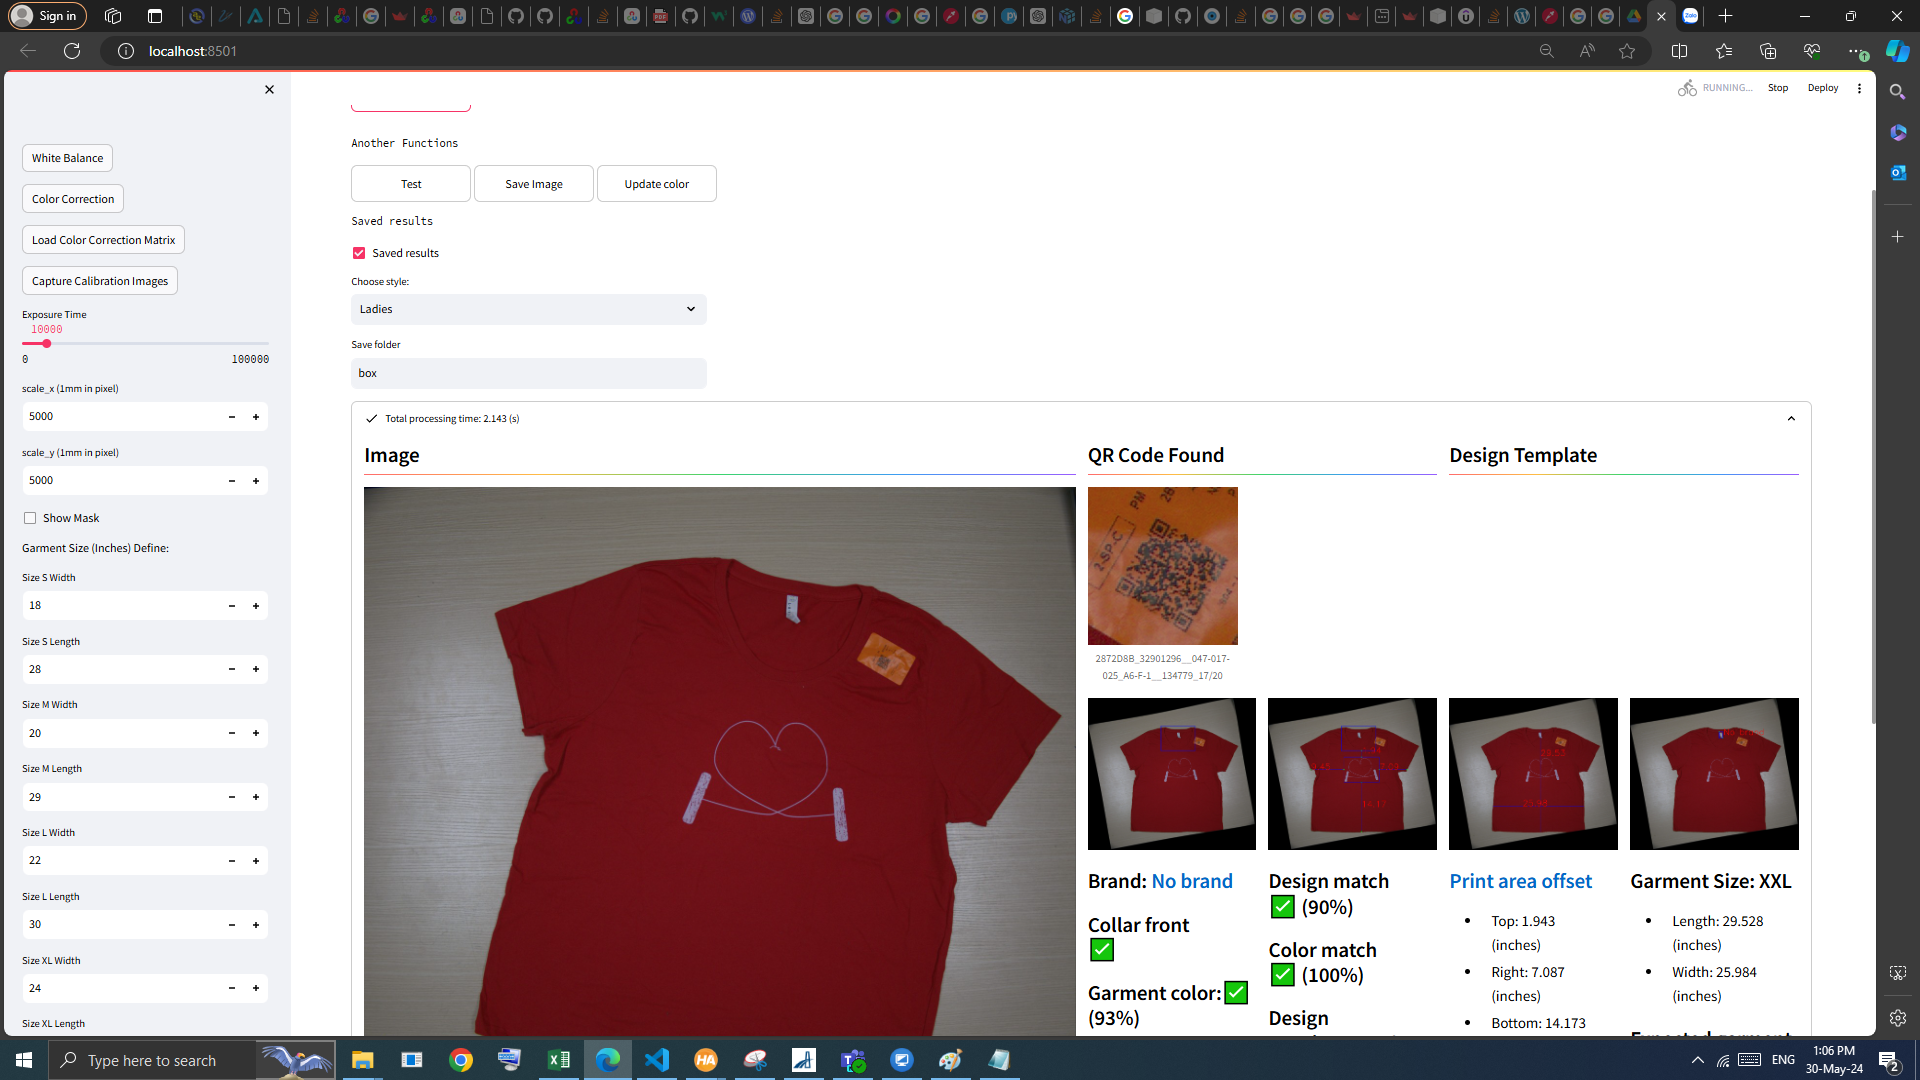 Sign in
localhost:8501
RUNNING...
Stop
Deploy
White Balance
Color Correction
Load Color Correction Matrix
Capture Calibration Images
Exposure Time
10000
0
100000
scale_x (1mm in pixel)
5000
scale_y (1mm in pixel)
5000
Show Mask
Garment Size (Inches) Define:
Size S Width
18
Size S Length
28
Size M Width
20
Size M Length
29
Size L Width
22
Size L Length
30
Size XL Width
24
Size XL Length
Another Functions
Test
Save Image
Update color
Saved results
Saved results
Choose style:
Ladies
Save folder
box
Total processing time: 2.143 (s)
Image
QR Code Found
Design Template
PM
2.SP-C
2872D8B_32901296__047-017-
025_A6-F-1__134779_17/20
Brand: No brand
Collar front
Garment color:
(93%)
Design match
(90%)
Color match
(100%)
Design
Print area offset
Top: 1.943
(inches)
Right: 7.087
(inches)
Bottom: 14.173
Garment Size: XXL
Length: 29.528
(inches)
Width: 25.984
(inches)
Type here to search
ENG
1:06 PM
30-May-24
2